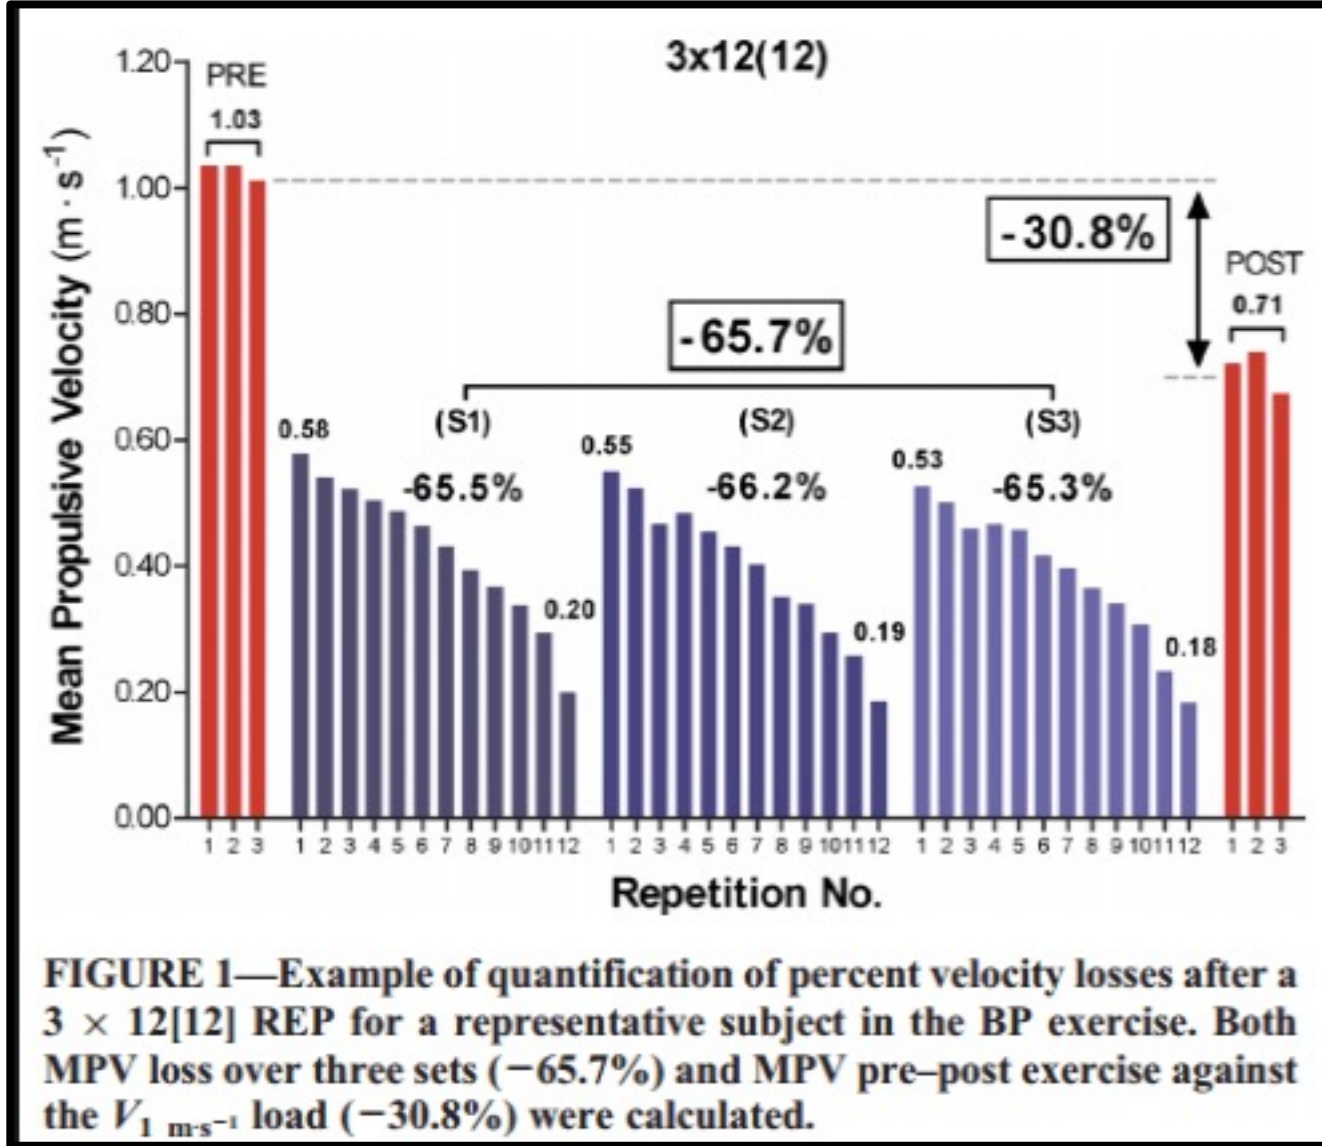 3x12(12)
1.20
PRE
1.03
1.00
-30.8%
POST
0.80
0.71
-65.7%
(S1)
(S2)
(S3)
0.60
0.58
0.55
0.53
-65.5%
-66.2%
-65.3%
0.40
0.20
0.19
0.18
0.20
0.00
1 2 3 1 2 3 4 5 6 7 8 9 10 11 12 1 2 3 4 5 6 7 8 9 10 11 12 1 2 3 4 5 6 7 8 9 10 11 12 1 2 3
Mean Propulsive Velocity (m · s⁻¹)
Repetition No.
FIGURE 1—Example of quantification of percent velocity losses after a
3 × 12[12] REP for a representative subject in the BP exercise. Both
MPV loss over three sets (−65.7%) and MPV pre–post exercise against
the V₁ ₘ·ₛ₋₁ load (−30.8%) were calculated.